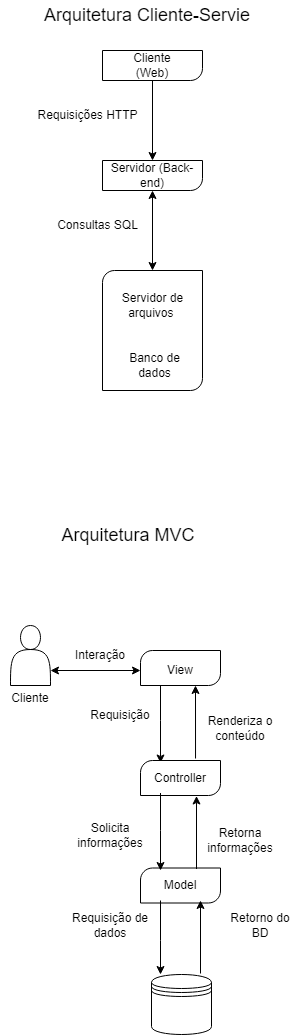 Arquitetura Cliente-Servie
Cliente
(Web)
Requisições HTTP
Servidor (Back-
end)
Consultas SQL
Servidor de
arquivos
Banco de
dados
Arquitetura MVC
Interação
View
Cliente
Requisição
Renderiza o
conteúdo
Controller
Solicita
informações
Retorna
informações
Model
Requisição de
dados
Retorno do
BD